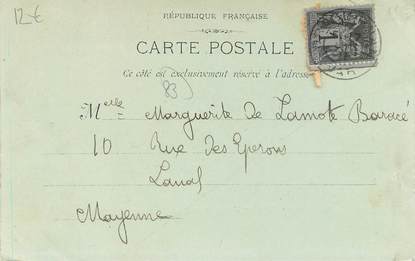 12€
RÉPUBLIQUE FRANÇAISE
CARTE POSTALE
Ce côté est exclusivement réservé à l'adresse
83
Melle Marguerite de Lamote Baracé
10 Rue des Eperons
Laval
Mayenne